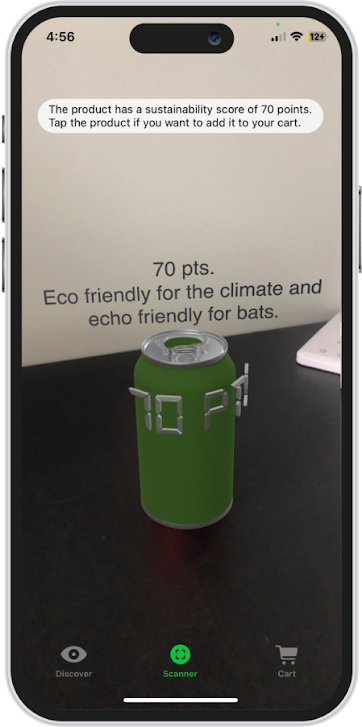 4:56
12
The product has a sustainability score of 70 points.
Tap the product if you want to add it to your cart.
70 pts.
Eco friendly for the climate and
echo friendly for bats.
70 P
Discover
Scanner
Cart